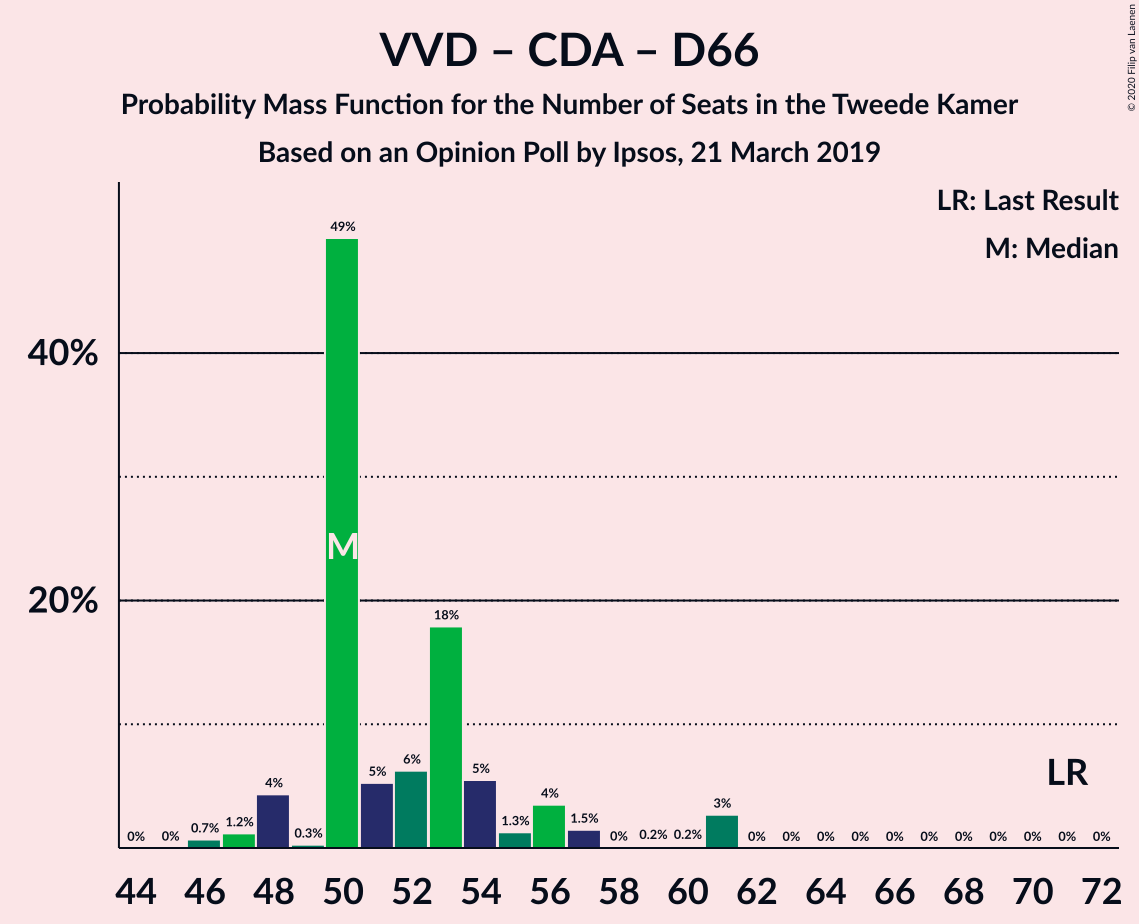 VVD – CDA – D66
Probability Mass Function for the Number of Seats in the Tweede Kamer
Based on an Opinion Poll by Ipsos, 21 March 2019
© 2020 Filip van Laenen
LR: Last Result
M: Median
40%
20%
0% 0% 0.7% 1.2% 4% 0.3% 49% 5% 6% 18% 5% 1.3% 4% 1.5% 0% 0.2% 0.2% 3% 0% 0% 0% 0% 0% 0% 0% 0% 0% 0% 0%
M
LR
44 46 48 50 52 54 56 58 60 62 64 66 68 70 72